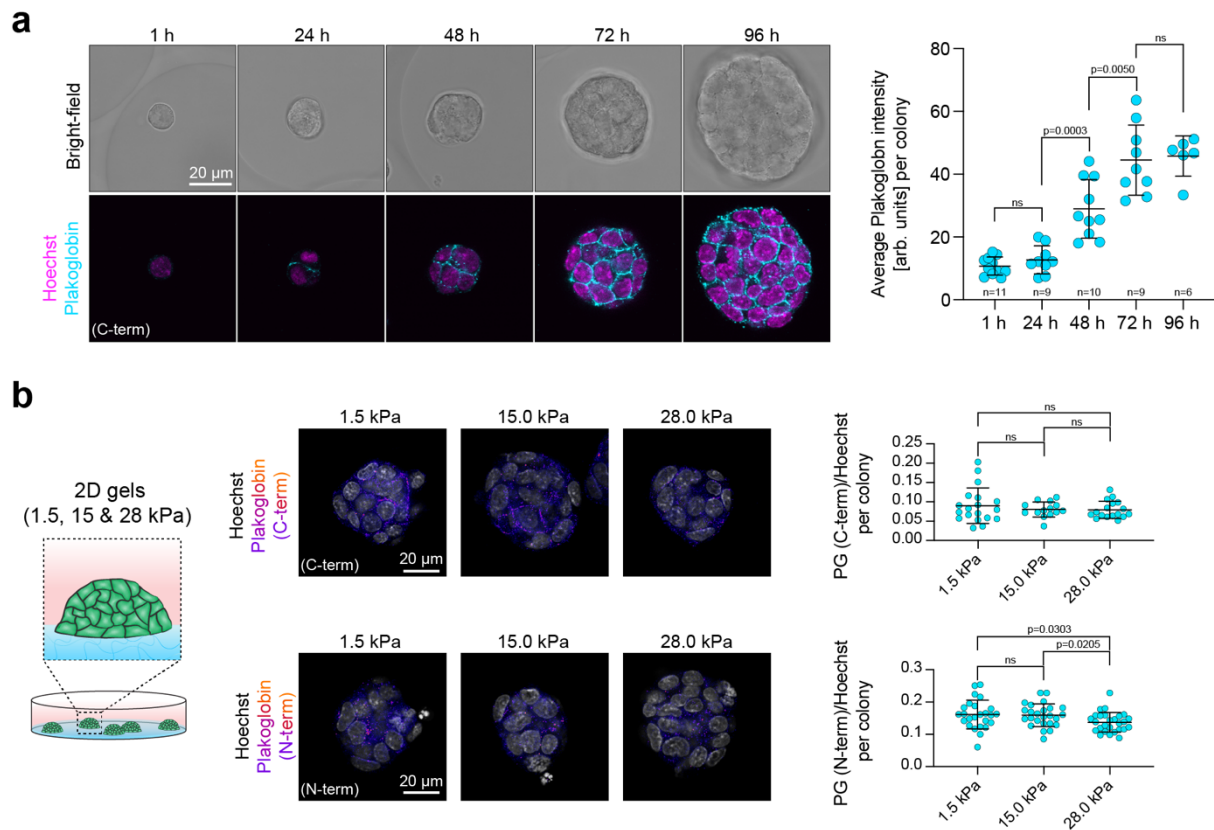 a
1 h
24 h
48 h
72 h
96 h
Bright-field
20 µm
Hoechst
Plakoglobin
(C-term)
Average Plakoglobn intensity
[arb. units] per colony
80
60
40
20
0
ns
p=0.0003
p=0.0050
ns
n=11
n=9
n=10
n=9
n=6
1 h
24 h
48 h
72 h
96 h
b
2D gels
(1.5, 15 & 28 kPa)
1.5 kPa
15.0 kPa
28.0 kPa
Hoechst
Plakoglobin
(C-term)
(C-term)
20 µm
PG (C-term)/Hoechst
per colony
0.25
0.20
0.15
0.10
0.05
0.00
ns
ns
ns
1.5 kPa
15.0 kPa
28.0 kPa
1.5 kPa
15.0 kPa
28.0 kPa
Hoechst
Plakoglobin
(N-term)
(N-term)
20 µm
PG (N-term)/Hoechst
per colony
0.3
0.2
0.1
0.0
p=0.0303
ns
p=0.0205
1.5 kPa
15.0 kPa
28.0 kPa